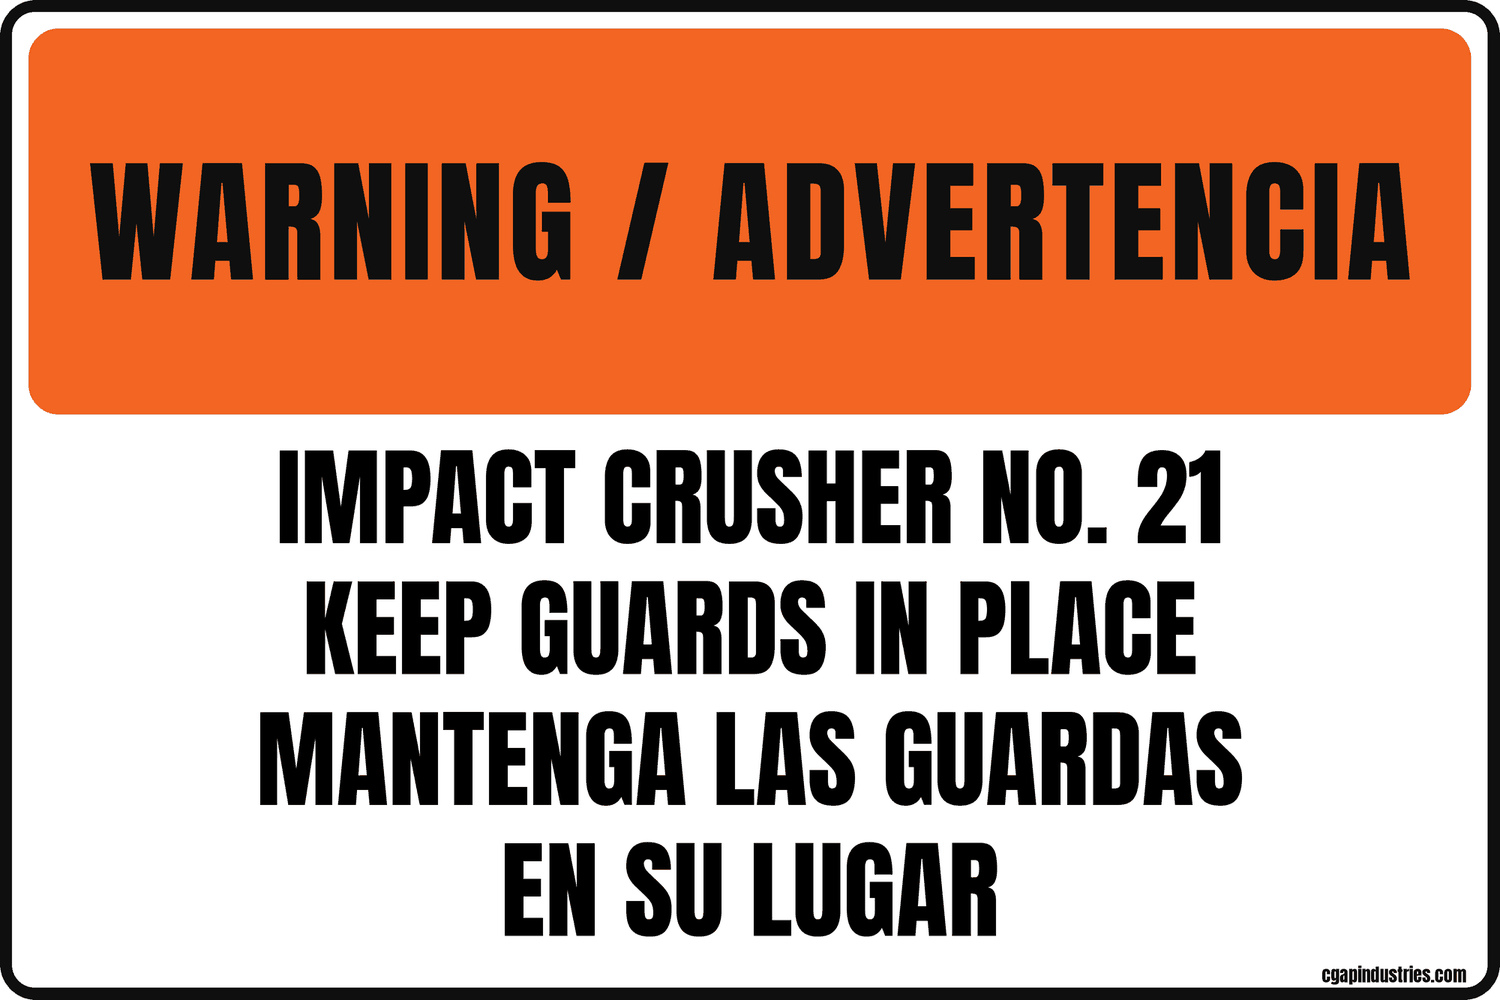 WARNING / ADVERTENCIA
IMPACT CRUSHER NO. 21
KEEP GUARDS IN PLACE
MANTENGA LAS GUARDAS
EN SU LUGAR
cgapindustries.com